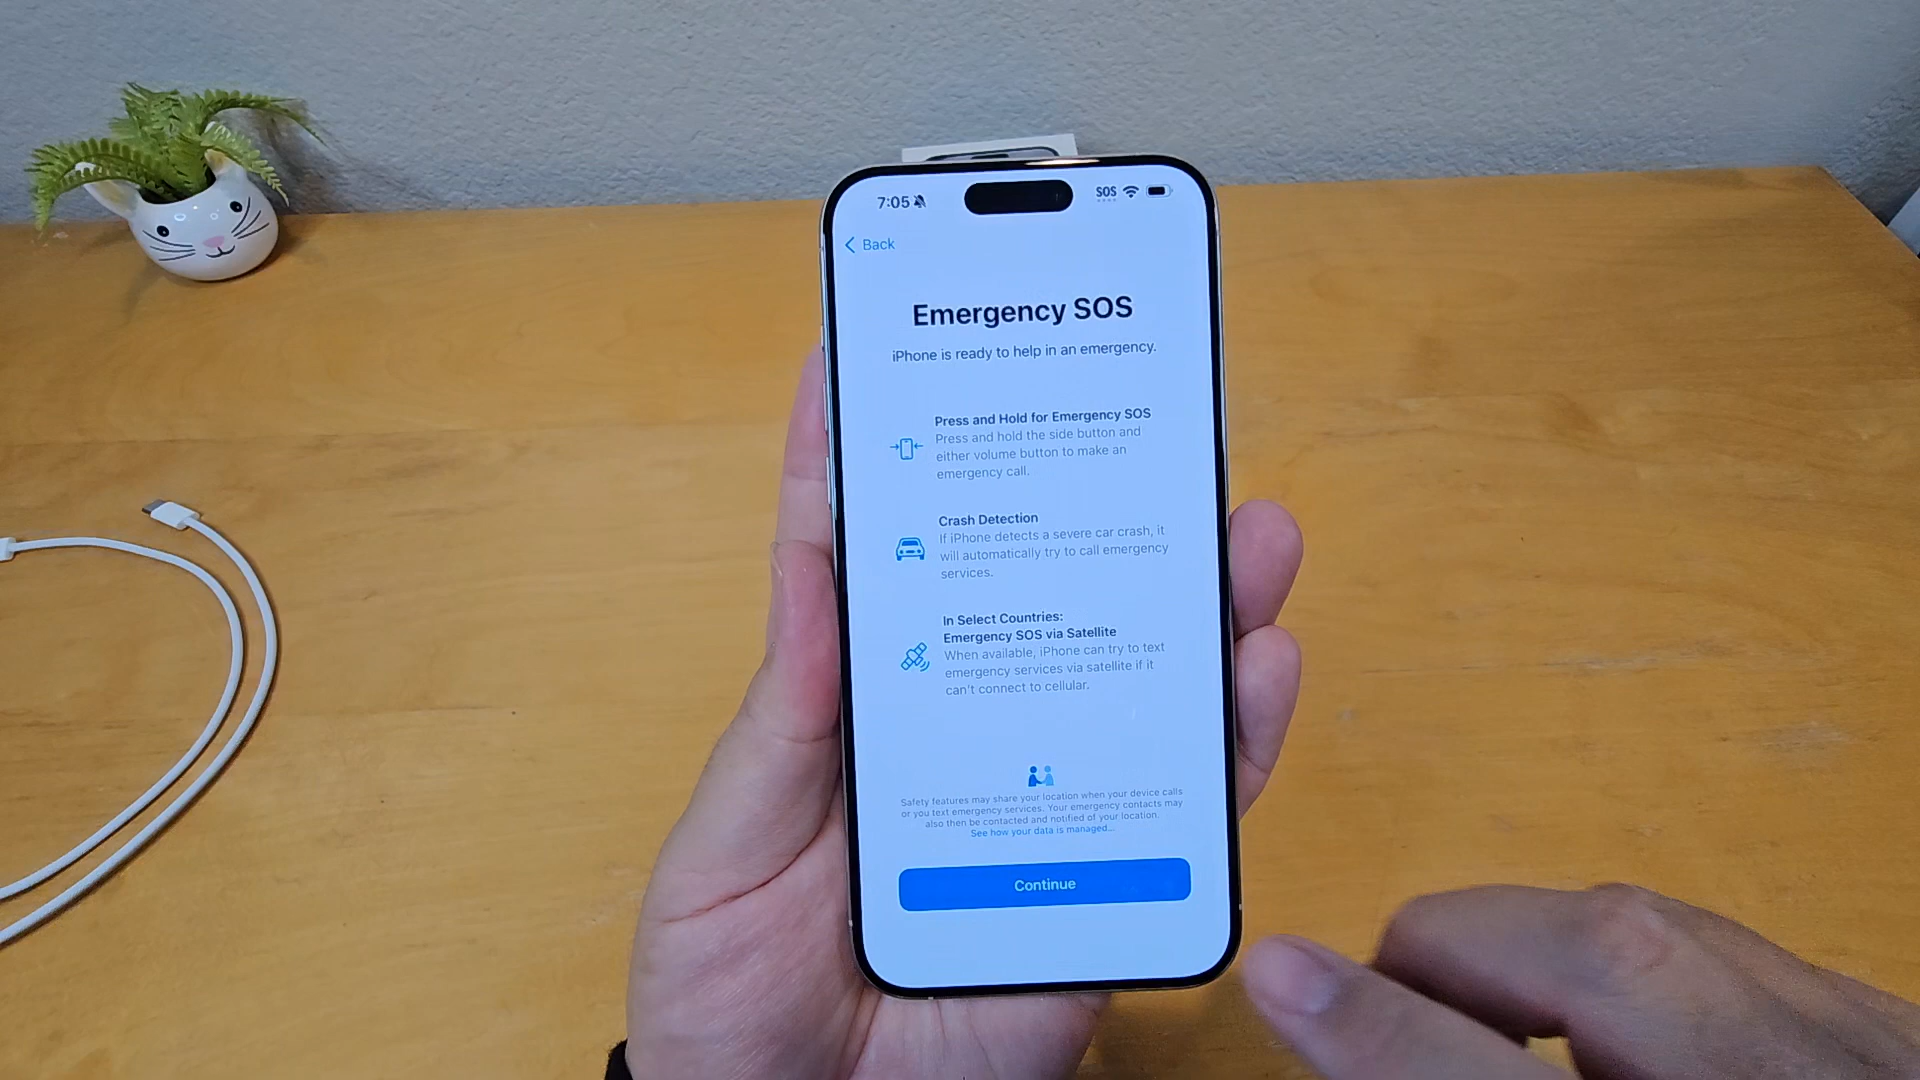 7:05
SOS
Back
Emergency SOS
iPhone is ready to help in an emergency.
Press and Hold for Emergency SOS
Press and hold the side button and
either volume button to make an
emergency call.
Crash Detection
If iPhone detects a severe car crash, it
will automatically try to call emergency
services.
In Select Countries:
Emergency SOS via Satellite
When available, iPhone can try to text
emergency services via satellite if it
can't connect to cellular.
Safety features may share your location when your device calls
or you text emergency services. Your emergency contacts may
also then be contacted and notified of your location.
See how your data is managed...
Continue